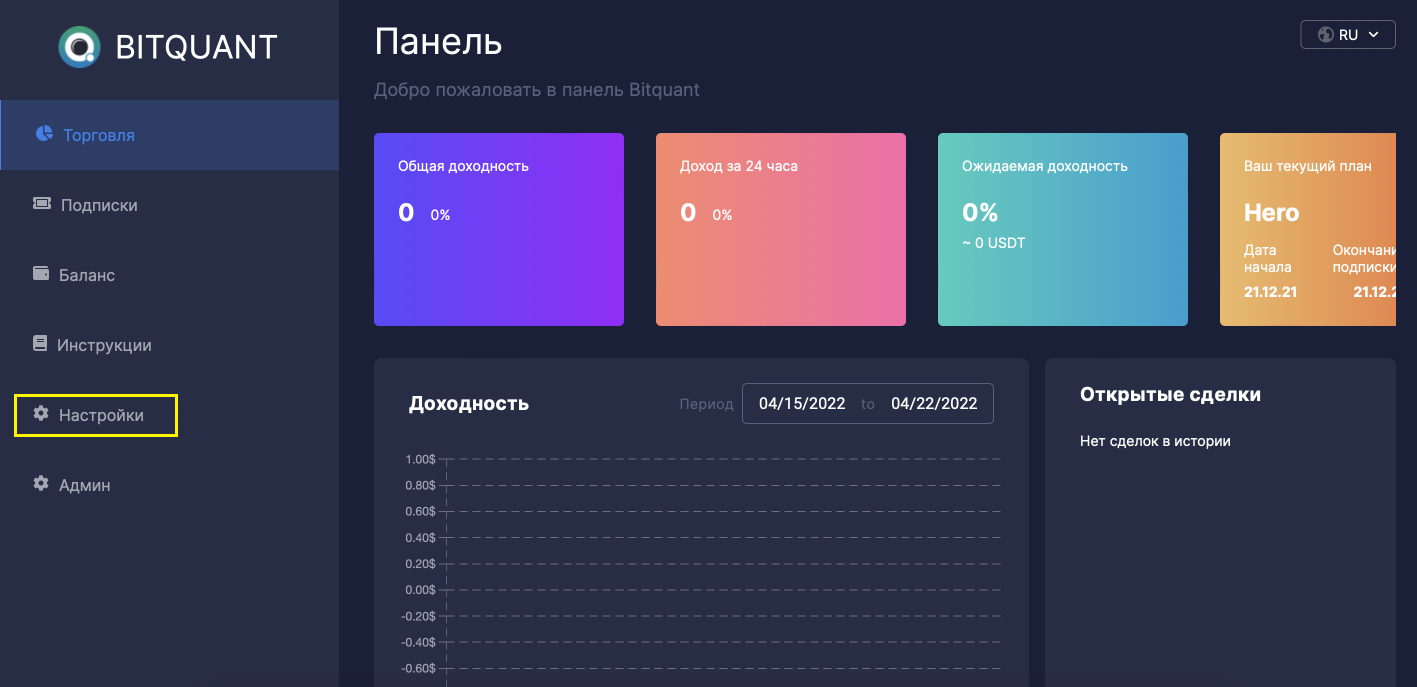 BITQUANT
Торговля
Подписки
Баланс
Инструкции
Настройки
Админ
Панель
RU
Добро пожаловать в панель Bitquant
Общая доходность
0 0%
Доход за 24 часа
0 0%
Ожидаемая доходность
0%
~ 0 USDT
Ваш текущий план
Hero
Дата
начала
21.12.21
Окончани
подписки
21.12.2
Доходность
Период 04/15/2022 to 04/22/2022
1.00$
0.80$
0.60$
0.40$
0.20$
0.00$
-0.20$
-0.40$
-0.60$
Открытые сделки
Нет сделок в истории